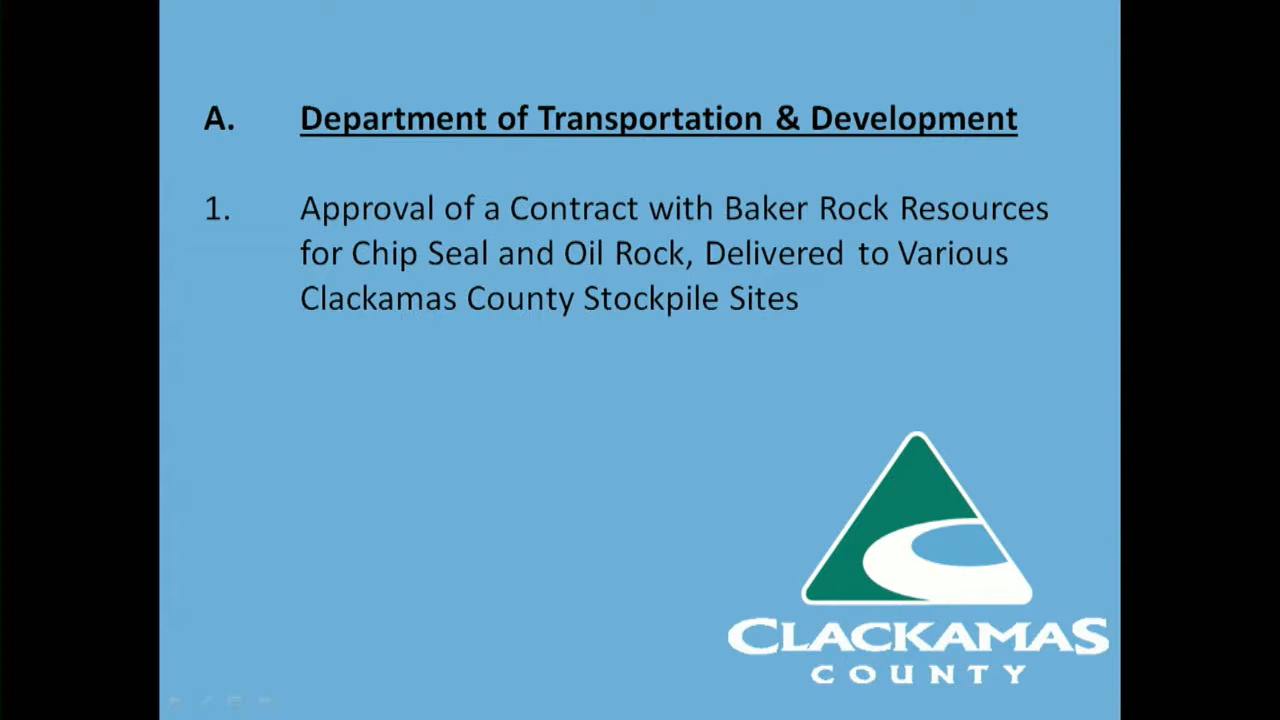 A. Department of Transportation & Development
1. Approval of a Contract with Baker Rock Resources
for Chip Seal and Oil Rock, Delivered to Various
Clackamas County Stockpile Sites
CLACKAMAS
COUNTY